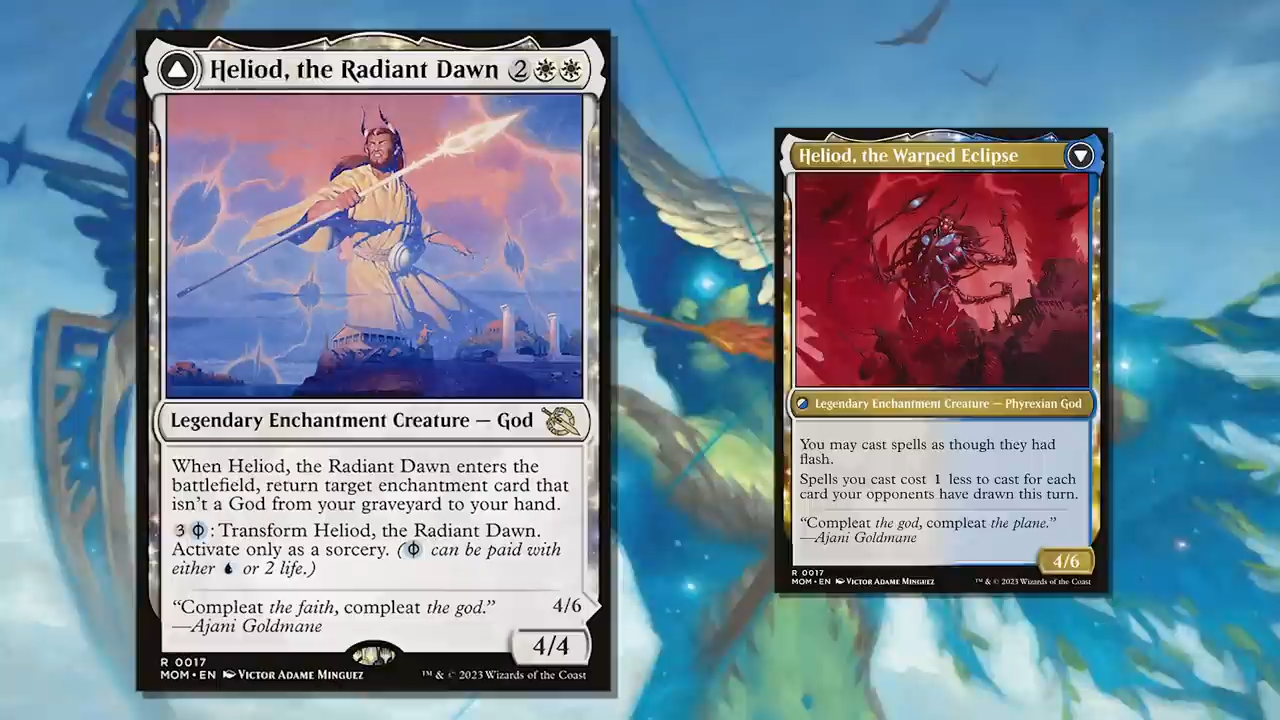 Heliod, the Radiant Dawn 2
Legendary Enchantment Creature — God
When Heliod, the Radiant Dawn enters the
battlefield, return target enchantment card that
isn't a God from your graveyard to your hand.
3 : Transform Heliod, the Radiant Dawn.
Activate only as a sorcery. ( can be paid with
either or 2 life.)
"Compleat the faith, compleat the god."
—Ajani Goldmane
4/6
4/4
R 0017
MOM • EN Victor Adame Minguez
™ & © 2023 Wizards of the Coast
Heliod, the Warped Eclipse
Legendary Enchantment Creature — Phyrexian God
You may cast spells as though they had
flash.
Spells you cast cost 1 less to cast for each
card your opponents have drawn this turn.
"Compleat the god, compleat the plane."
—Ajani Goldmane
4/6
R 0017
MOM • EN Victor Adame Minguez
™ & © 2023 Wizards of the Coast